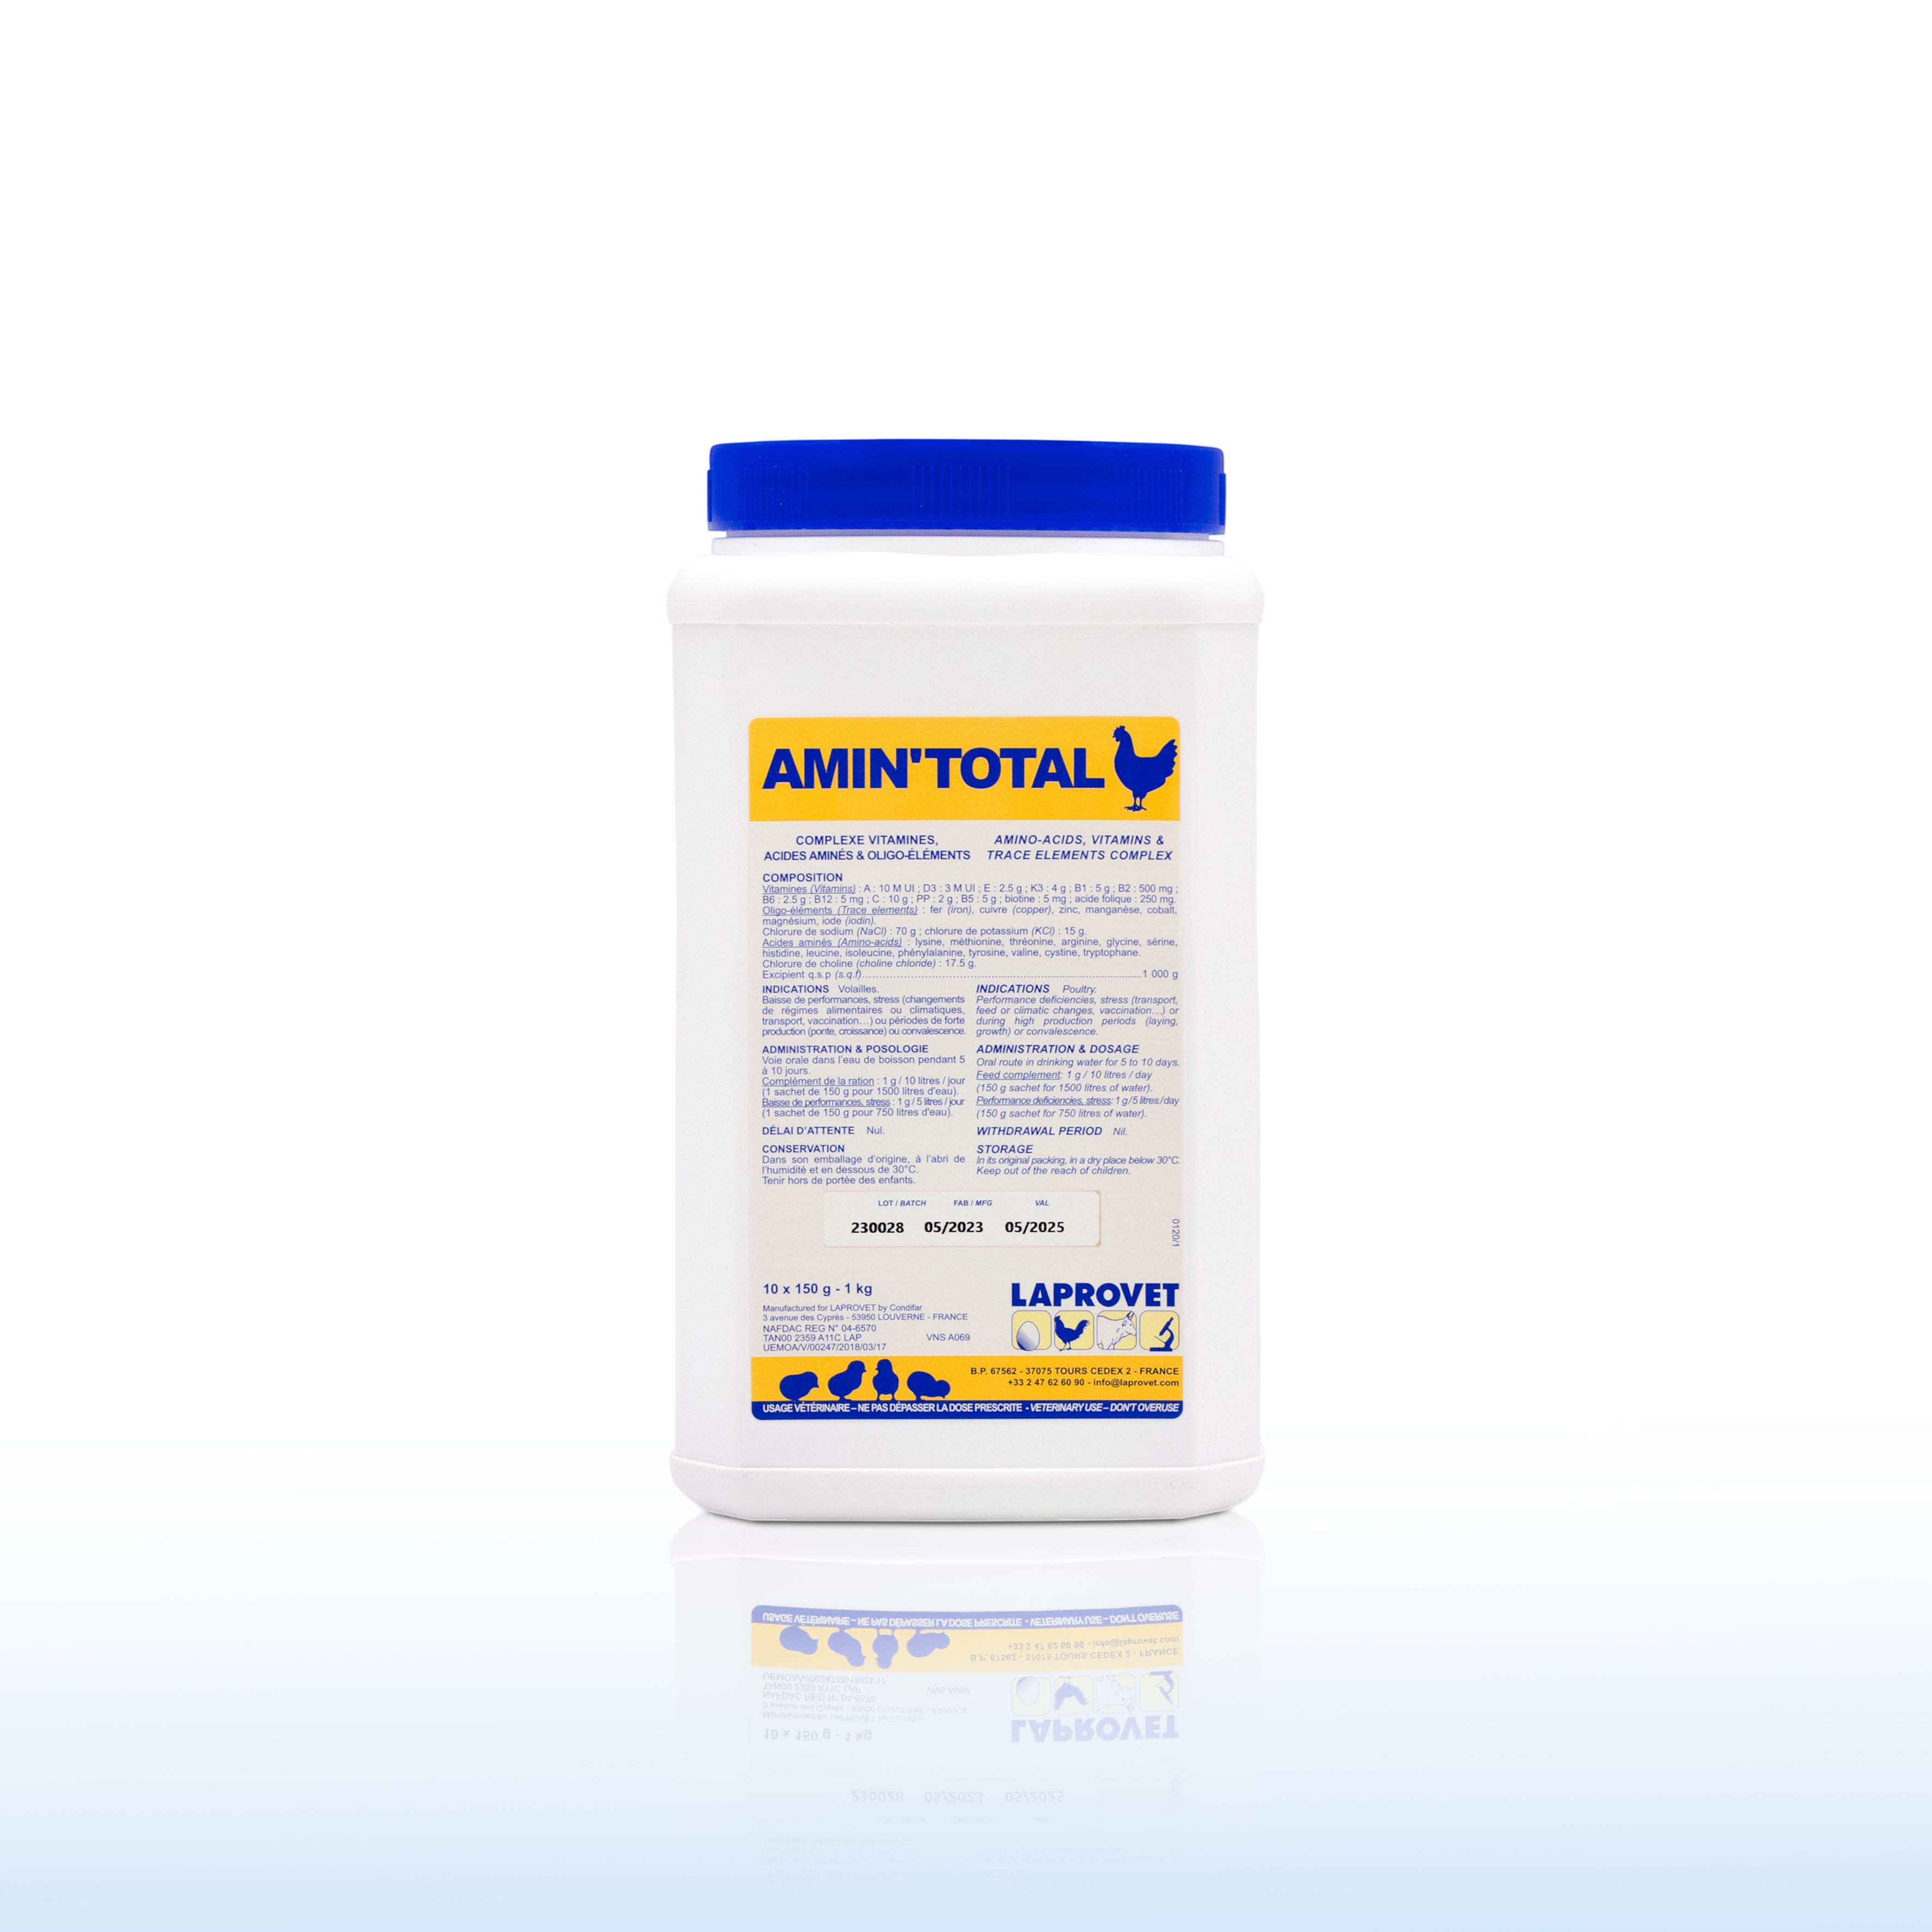 AMIN'TOTAL
COMPLEXE VITAMINES,
ACIDES AMINÉS & OLIGO-ÉLÉMENTS
AMINO-ACIDS, VITAMINS &
TRACE ELEMENTS COMPLEX
COMPOSITION
Vitamines (Vitamins) : A : 10 M UI ; D3 : 3 M UI ; E : 2.5 g ; K3 : 4 g ; B1 : 5 g ; B2 : 500 mg ;
B6 : 2.5 g ; B12 : 5 mg ; C : 10 g ; PP : 2 g ; B5 : 5 g ; biotine : 5 mg ; acide folique : 250 mg.
Oligo-éléments (Trace elements) : fer (iron), cuivre (copper), zinc, manganèse, cobalt,
magnésium, iode (iodin).
Chlorure de sodium (NaCl) : 70 g ; chlorure de potassium (KCl) : 15 g.
Acides aminés (Amino-acids) : lysine, méthionine, thréonine, arginine, glycine, sérine,
histidine, leucine, isoleucine, phénylalanine, tyrosine, valine, cystine, tryptophane.
Chlorure de choline (choline chloride) : 17.5 g.
Excipient q.s.p (s.q.f)..........1 000 g
INDICATIONS Volailles.
Baisse de performances, stress (changements
de régimes alimentaires ou climatiques,
transport, vaccination...) ou périodes de forte
production (ponte, croissance) ou convalescence.
ADMINISTRATION & POSOLOGIE
Voie orale dans l'eau de boisson pendant 5
à 10 jours.
Complément de la ration : 1 g / 10 litres / jour
(1 sachet de 150 g pour 1500 litres d'eau).
Baisse de performances, stress : 1 g / 5 litres / jour
(1 sachet de 150 g pour 750 litres d'eau).
DÉLAI D'ATTENTE Nul.
CONSERVATION
Dans son emballage d'origine, à l'abri de
l'humidité et en dessous de 30°C.
Tenir hors de portée des enfants.
INDICATIONS Poultry.
Performance deficiencies, stress (transport,
feed or climatic changes, vaccination...) or
during high production periods (laying,
growth) or convalescence.
ADMINISTRATION & DOSAGE
Oral route in drinking water for 5 to 10 days.
Feed complement: 1 g / 10 litres / day
(150 g sachet for 1500 litres of water).
Performance deficiencies, stress: 1 g / 5 litres / day
(150 g sachet for 750 litres of water).
WITHDRAWAL PERIOD Nil.
STORAGE
In its original packing, in a dry place below 30°C.
Keep out of the reach of children.
LOT / BATCH FAB / MFG VAL
230028 05/2023 05/2025
0120/1
10 x 150 g - 1 kg
Manufactured for LAPROVET by Condifar
3 avenue des Cyprés - 53950 LOUVERNE - FRANCE
NAFDAC REG N° 04-6570
TAN00 2359 A11C LAP VNS A069
UEMOA/V/00247/2018/03/17
LAPROVET
B.P. 67562 - 37075 TOURS CEDEX 2 - FRANCE
+33 2 47 62 60 90 - info@laprovet.com
USAGE VÉTÉRINAIRE – NE PAS DÉPASSER LA DOSE PRESCRITE - VETERINARY USE – DON'T OVERUSE